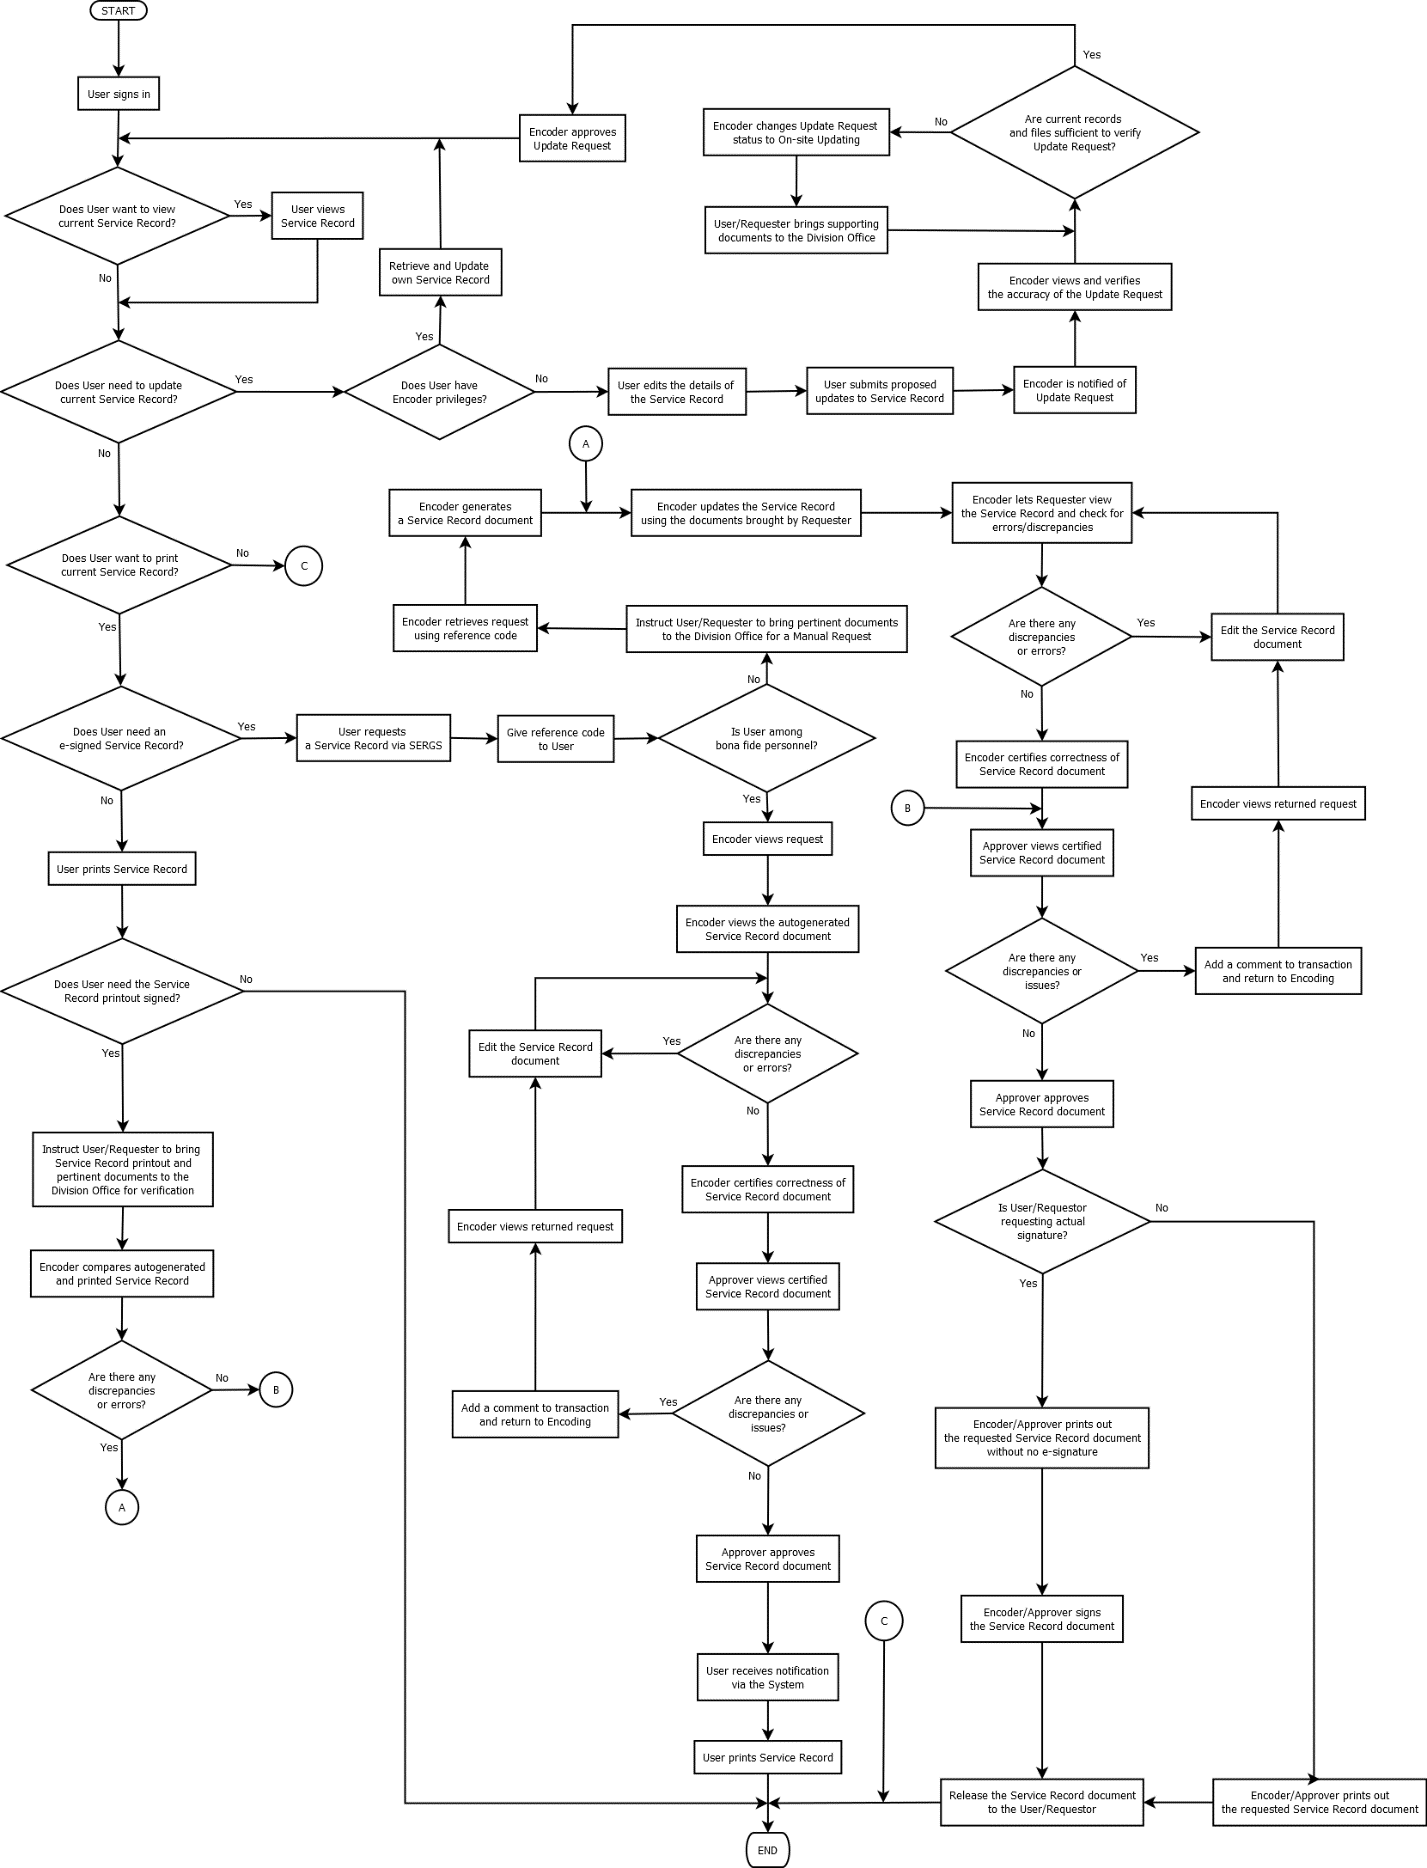 START
User signs in
Does User want to view
current Service Record?
Yes
User views
Service Record
No
Encoder approves
Update Request
Retrieve and Update
own Service Record
Yes
Encoder changes Update Request
status to On-site Updating
No
Are current records
and files sufficient to verify
Update Request?
Yes
User/Requester brings supporting
documents to the Division Office
Encoder views and verifies
the accuracy of the Update Request
Does User need to update
current Service Record?
Yes
Does User have
Encoder privileges?
No
User edits the details of
the Service Record
User submits proposed
updates to Service Record
Encoder is notified of
Update Request
No
A
Encoder generates
a Service Record document
Encoder updates the Service Record
using the documents brought by Requester
Encoder lets Requester view
the Service Record and check for
errors/discrepancies
Does User want to print
current Service Record?
No
C
Yes
Encoder retrieves request
using reference code
Instruct User/Requester to bring pertinent documents
to the Division Office for a Manual Request
No
Are there any
discrepancies
or errors?
Yes
Edit the Service Record
document
No
Does User need an
e-signed Service Record?
Yes
User requests
a Service Record via SERGS
Give reference code
to User
Is User among
bona fide personnel?
Yes
No
Encoder certifies correctness of
Service Record document
B
Encoder views returned request
User prints Service Record
Encoder views request
Approver views certified
Service Record document
Encoder views the autogenerated
Service Record document
Does User need the Service
Record printout signed?
No
Yes
Are there any
discrepancies or
issues?
Yes
Add a comment to transaction
and return to Encoding
No
Edit the Service Record
document
Yes
Are there any
discrepancies
or errors?
No
Approver approves
Service Record document
Instruct User/Requester to bring
Service Record printout and
pertinent documents to the
Division Office for verification
Encoder certifies correctness of
Service Record document
Is User/Requestor
requesting actual
signature?
No
Yes
Encoder views returned request
Encoder compares autogenerated
and printed Service Record
Approver views certified
Service Record document
Are there any
discrepancies
or errors?
No
B
Yes
A
Add a comment to transaction
and return to Encoding
Yes
Are there any
discrepancies or
issues?
No
Encoder/Approver prints out
the requested Service Record document
without no e-signature
Approver approves
Service Record document
Encoder/Approver signs
the Service Record document
C
User receives notification
via the System
User prints Service Record
Release the Service Record document
to the User/Requestor
Encoder/Approver prints out
the requested Service Record document
END